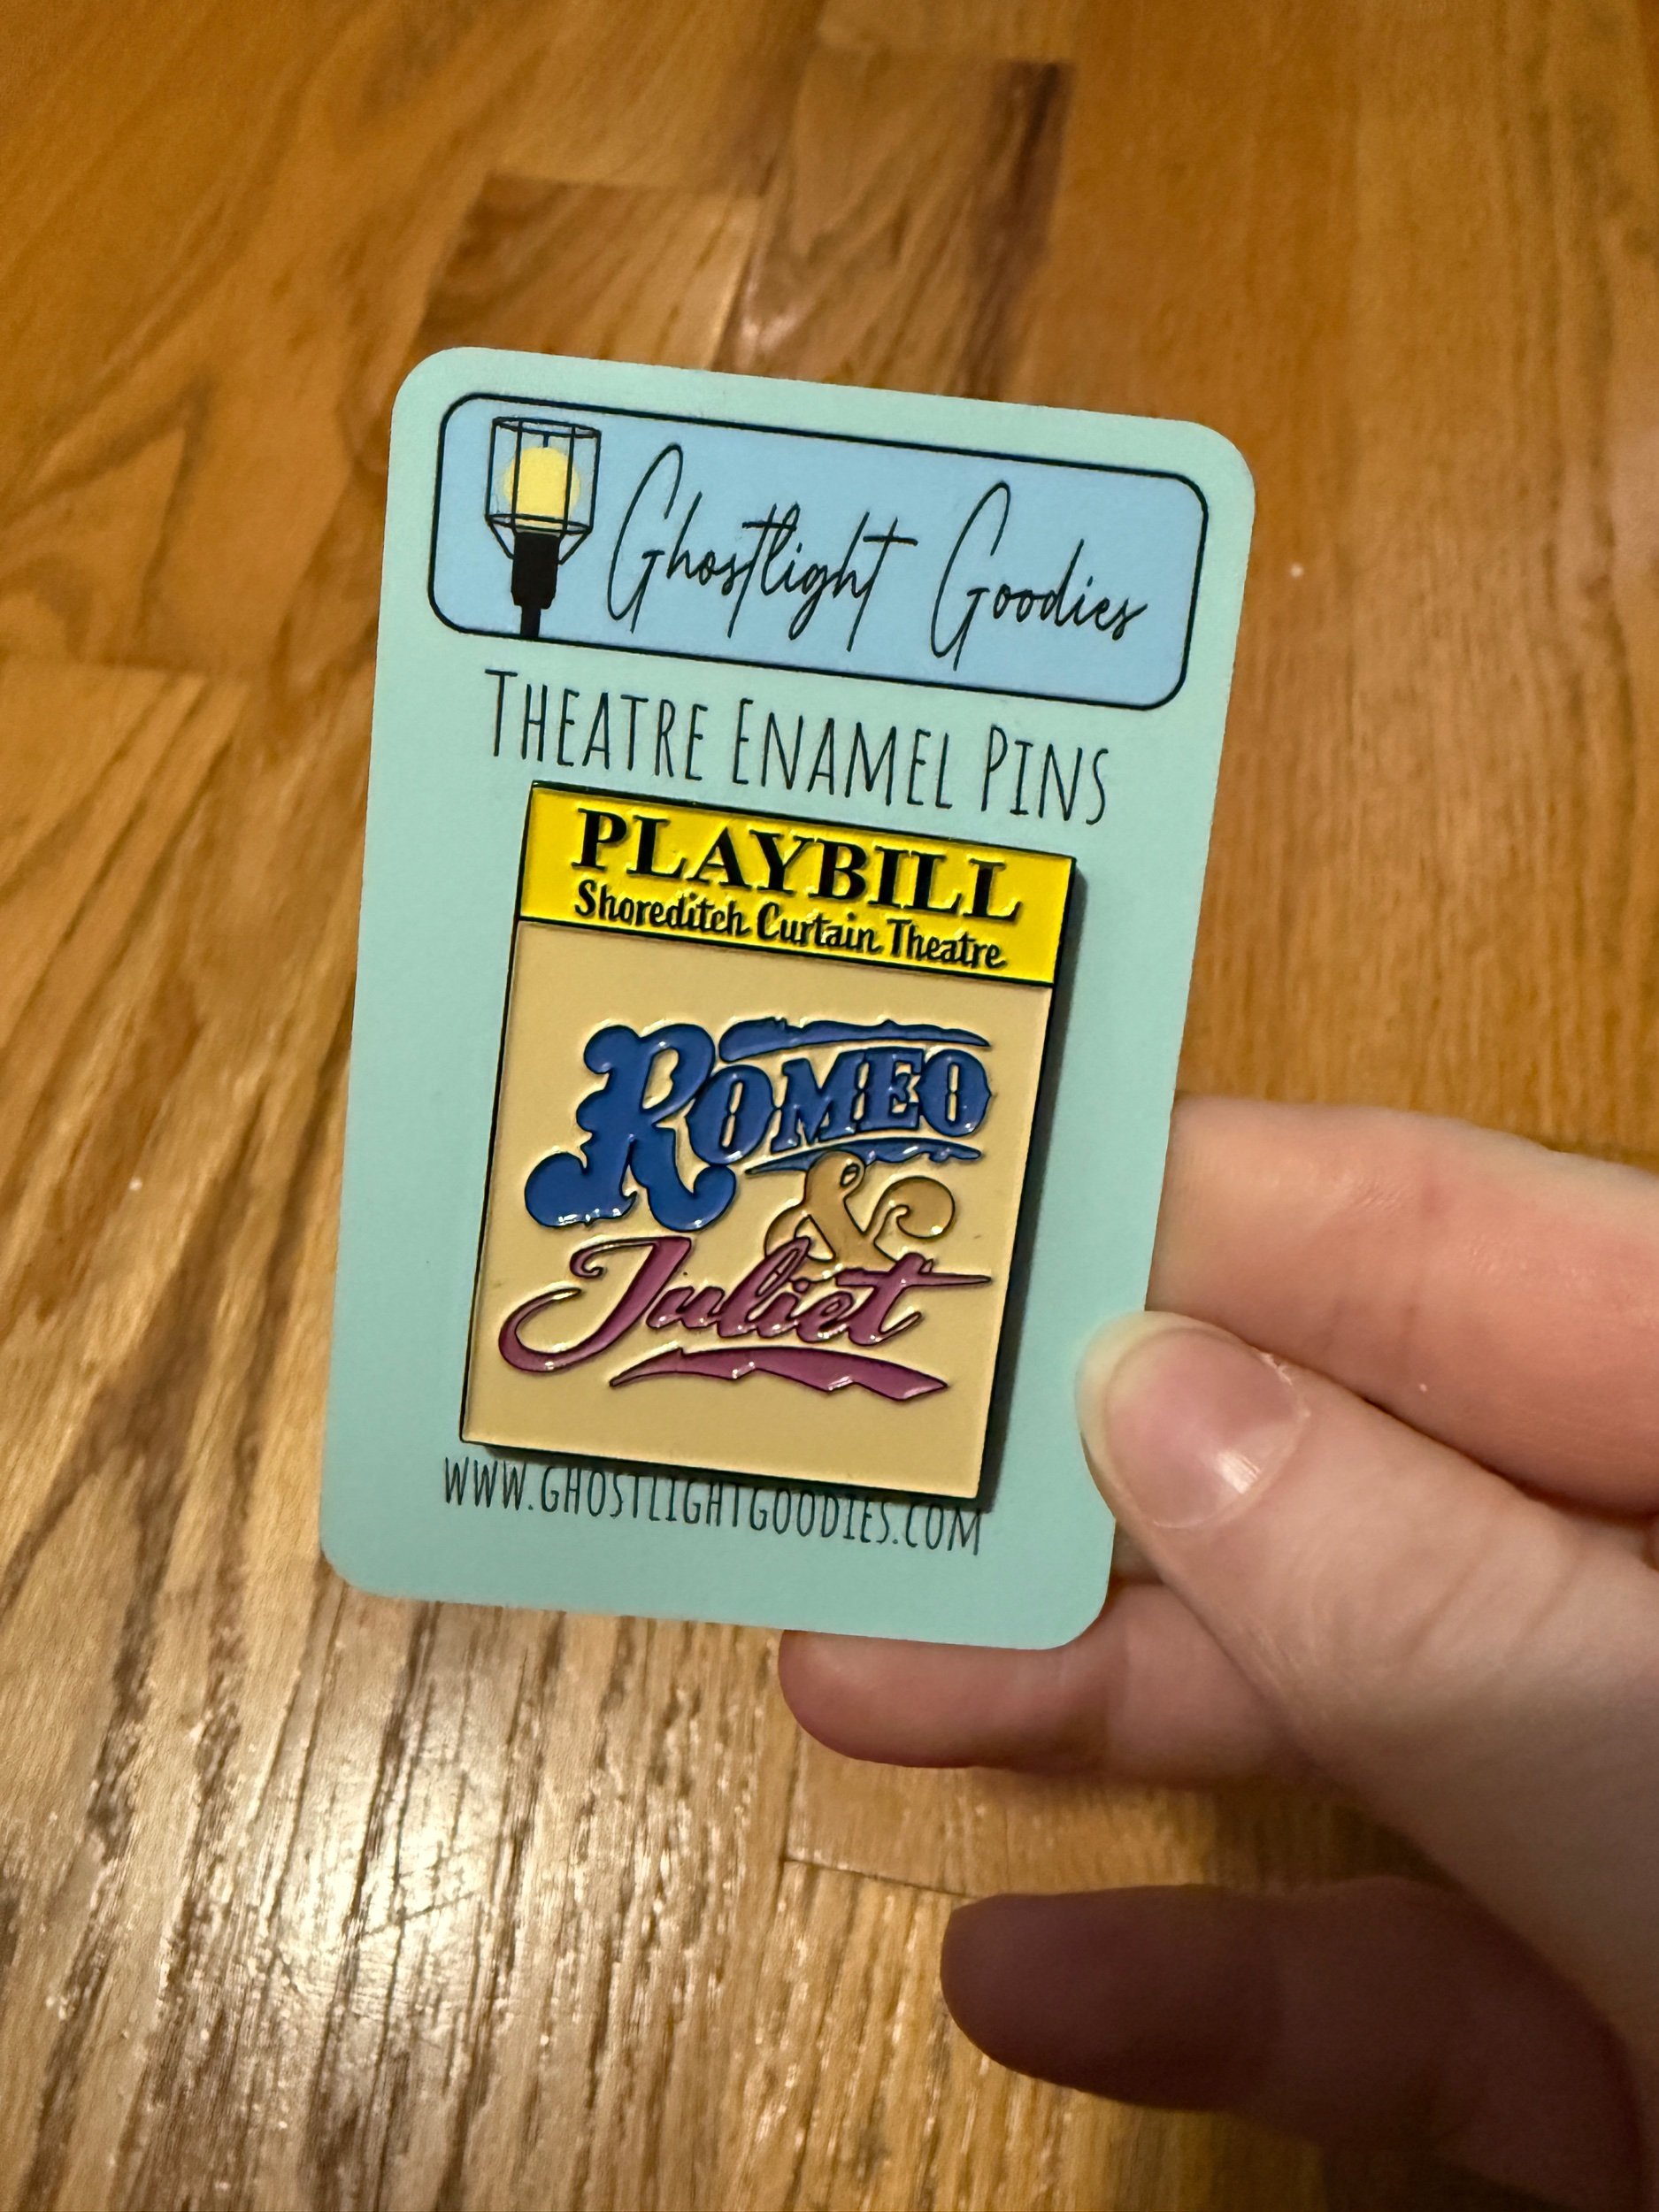 Ghostlight Goodies
THEATRE ENAMEL PINS
PLAYBILL
Shoreditch Curtain Theatre
ROMEO
&
Juliet
WWW.GHOSTLIGHTGOODIES.COM